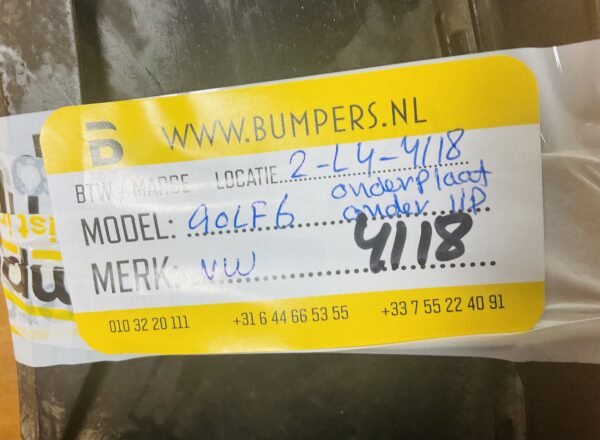 B WWW.BUMPERS.NL
BTW / MARGE LOCATIE 2-L4-4118
MODEL: GOLF6 onderplaat
onder lip
MERK: VW 4118
010 32 20 111 +31 6 44 66 53 55 +33 7 55 22 40 91